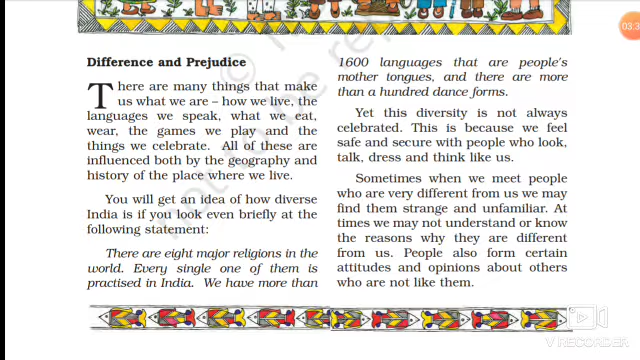 03:3
Difference and Prejudice
There are many things that make
us what we are – how we live, the
languages we speak, what we eat,
wear, the games we play and
the things we celebrate. All of these are
influenced both by the geography and
history of the place where we live.
You will get an idea of how diverse
India is if you look even briefly at the
following statement:
There are eight major religions in the
world. Every single one of them is
practised in India. We have more than
1600 languages that are people's
mother tongues, and there are more
than a hundred dance forms.
Yet this diversity is not always
celebrated. This is because we feel
safe and secure with people who look,
talk, dress and think like us.
Sometimes when we meet people
who are very different from us we may
find them strange and unfamiliar. At
times we may not understand or know
the reasons why they are different
from us. People also form certain
attitudes and opinions about others
who are not like them.
V RECORDER